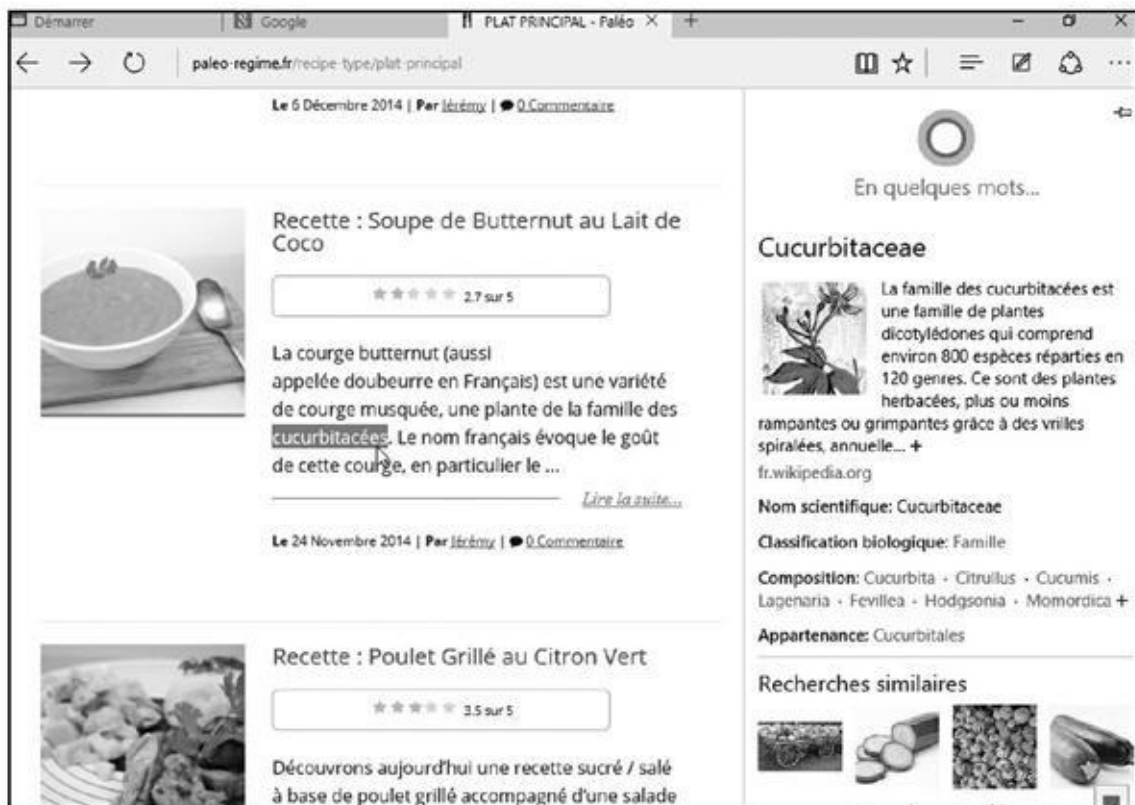 Démarrer
Google
PLAT PRINCIPAL - Paléo
paleo-regime.fr/recipe-type/plat-principal
Le 6 Décembre 2014 | Par Jérémy | 0 Commentaire
Recette : Soupe de Butternut au Lait de
Coco
2.7 sur 5
La courge butternut (aussi
appelée doubeurre en Français) est une variété
de courge musquée, une plante de la famille des
cucurbitacées. Le nom français évoque le goût
de cette courge, en particulier le ...
Lire la suite...
Le 24 Novembre 2014 | Par Jérémy | 0 Commentaire
Recette : Poulet Grillé au Citron Vert
3.5 sur 5
Découvrons aujourd'hui une recette sucré / salé
à base de poulet grillé accompagné d'une salade
En quelques mots...
Cucurbitaceae
La famille des cucurbitacées est
une famille de plantes
dicotylédones qui comprend
environ 800 espèces réparties en
120 genres. Ce sont des plantes
herbacées, plus ou moins
rampantes ou grimpantes grâce à des vrilles
spiralées, annuelle... +
fr.wikipedia.org
Nom scientifique: Cucurbitaceae
Classification biologique: Famille
Composition: Cucurbita - Citrullus - Cucumis -
Lagenaria - Fevillea - Hodgsonia - Momordica +
Appartenance: Cucurbitales
Recherches similaires